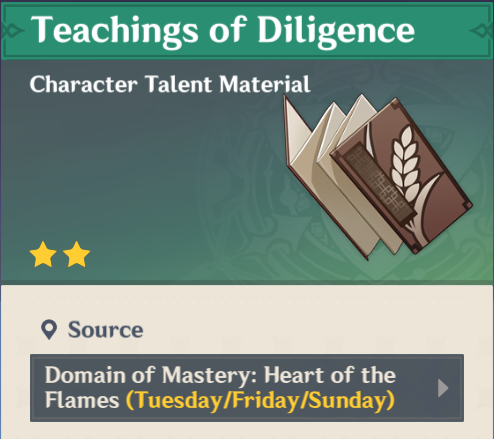 Teachings of Diligence
Character Talent Material
Source
Domain of Mastery: Heart of the
Flames (Tuesday/Friday/Sunday)